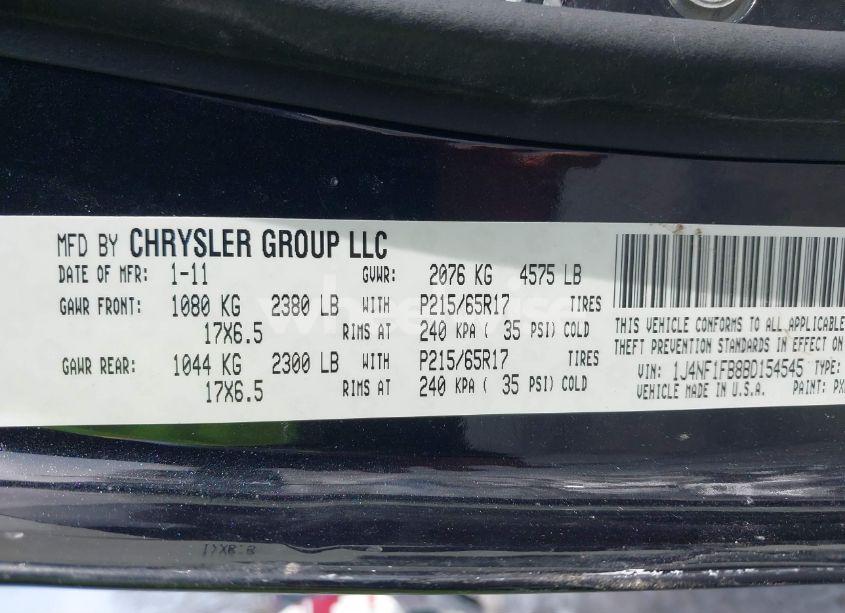 MFD BY CHRYSLER GROUP LLC
DATE OF MFR: 1-11 GVWR: 2076 KG 4575 LB
GAWR FRONT: 1080 KG 2380 LB WITH P215/65R17 TIRES
17X6.5 RIMS AT 240 KPA ( 35 PSI) COLD
GAWR REAR: 1044 KG 2300 LB WITH P215/65R17 TIRES
17X6.5 RIMS AT 240 KPA ( 35 PSI) COLD
THIS VEHICLE CONFORMS TO ALL APPLICABLE
THEFT PREVENTION STANDARDS IN EFFECT ON
VIN: 1J4NF1FB8BD154545 TYPE:
VEHICLE MADE IN U.S.A. PAINT: PX